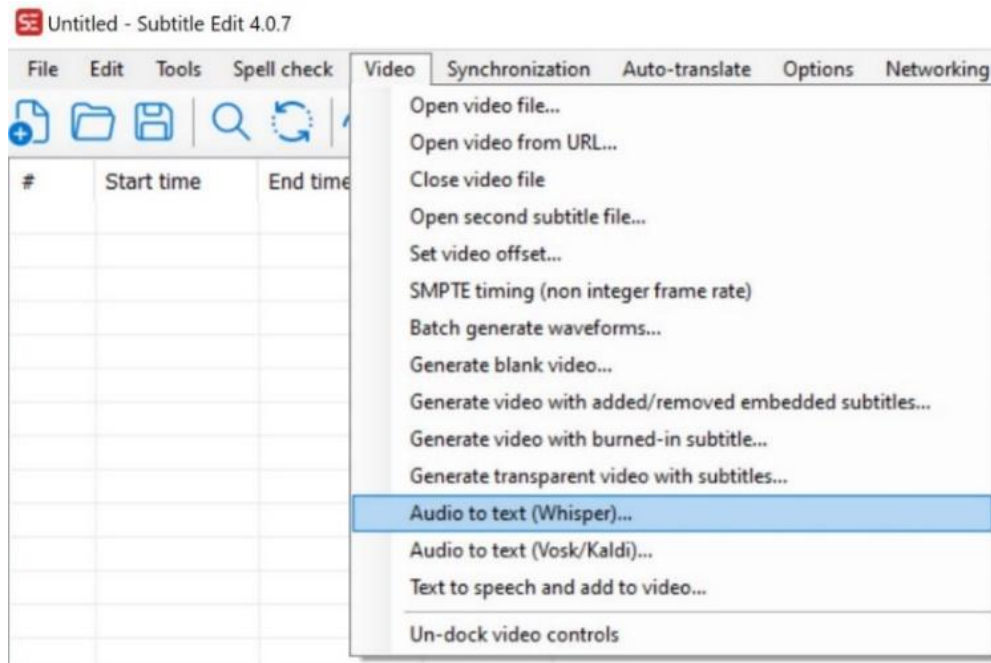 SE Untitled - Subtitle Edit 4.0.7
File Edit Tools Spell check Video Synchronization Auto-translate Options Networking
# Start time End time
Open video file...
Open video from URL...
Close video file
Open second subtitle file...
Set video offset...
SMPTE timing (non integer frame rate)
Batch generate waveforms...
Generate blank video...
Generate video with added/removed embedded subtitles...
Generate video with burned-in subtitle...
Generate transparent video with subtitles...
Audio to text (Whisper)...
Audio to text (Vosk/Kaldi)...
Text to speech and add to video...
Un-dock video controls